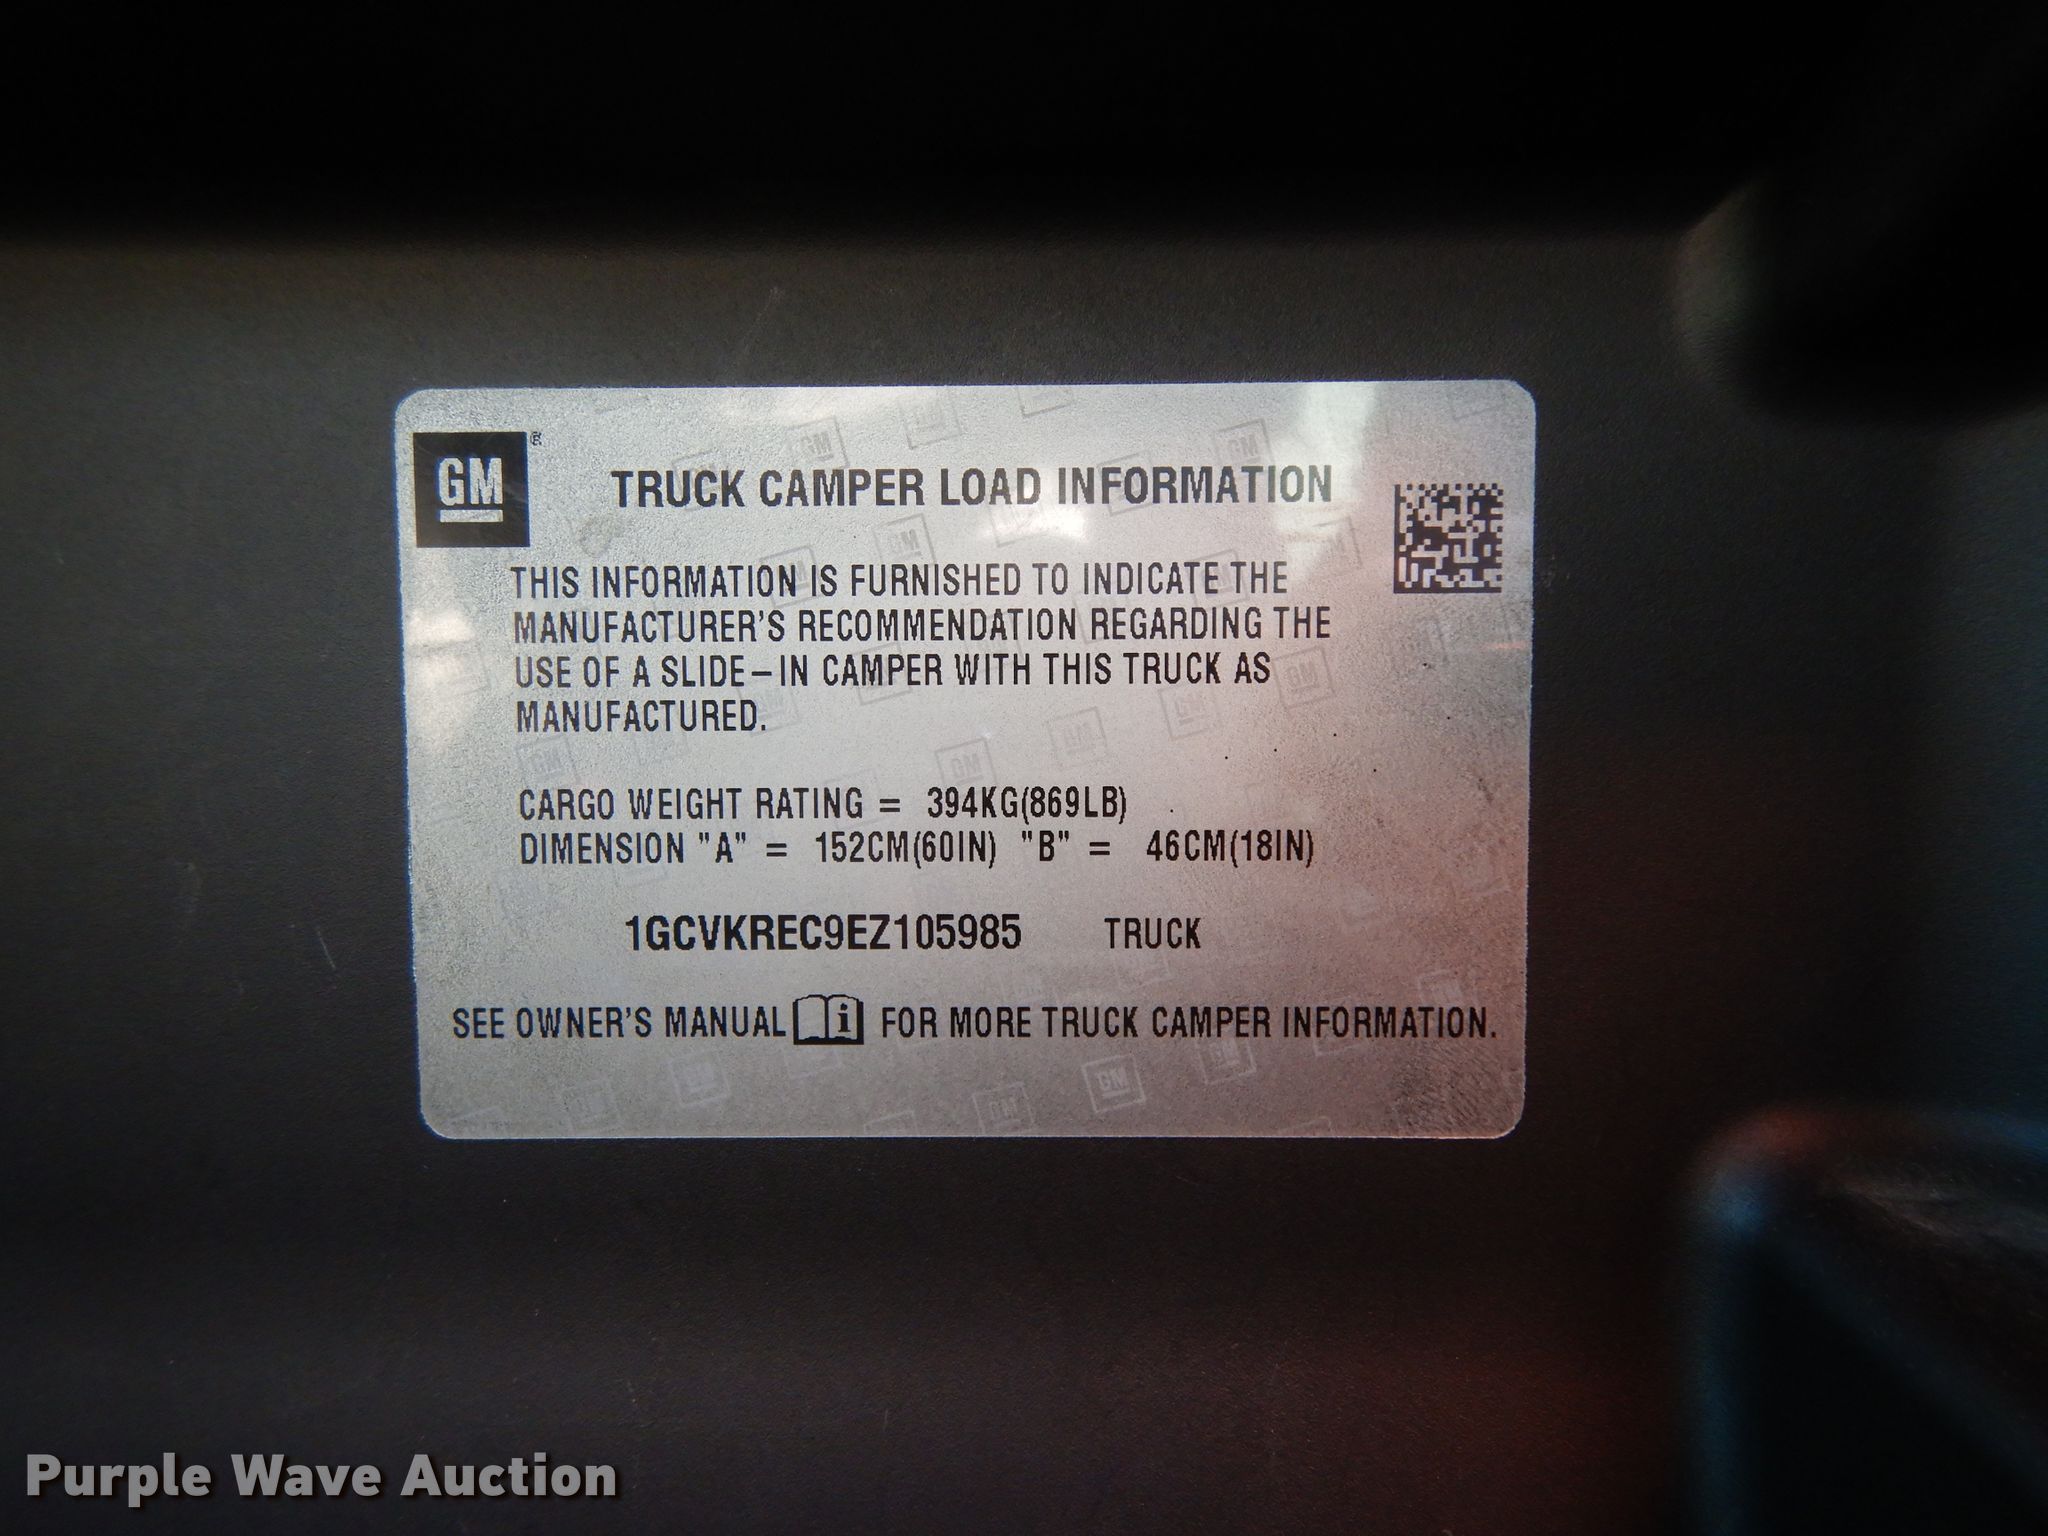 GM
®
TRUCK CAMPER LOAD INFORMATION
THIS INFORMATION IS FURNISHED TO INDICATE THE
MANUFACTURER'S RECOMMENDATION REGARDING THE
USE OF A SLIDE–IN CAMPER WITH THIS TRUCK AS
MANUFACTURED.
CARGO WEIGHT RATING = 394KG(869LB)
DIMENSION "A" = 152CM(60IN) "B" = 46CM(18IN)
1GCVKREC9EZ105985 TRUCK
SEE OWNER'S MANUAL i FOR MORE TRUCK CAMPER INFORMATION.
Purple Wave Auction